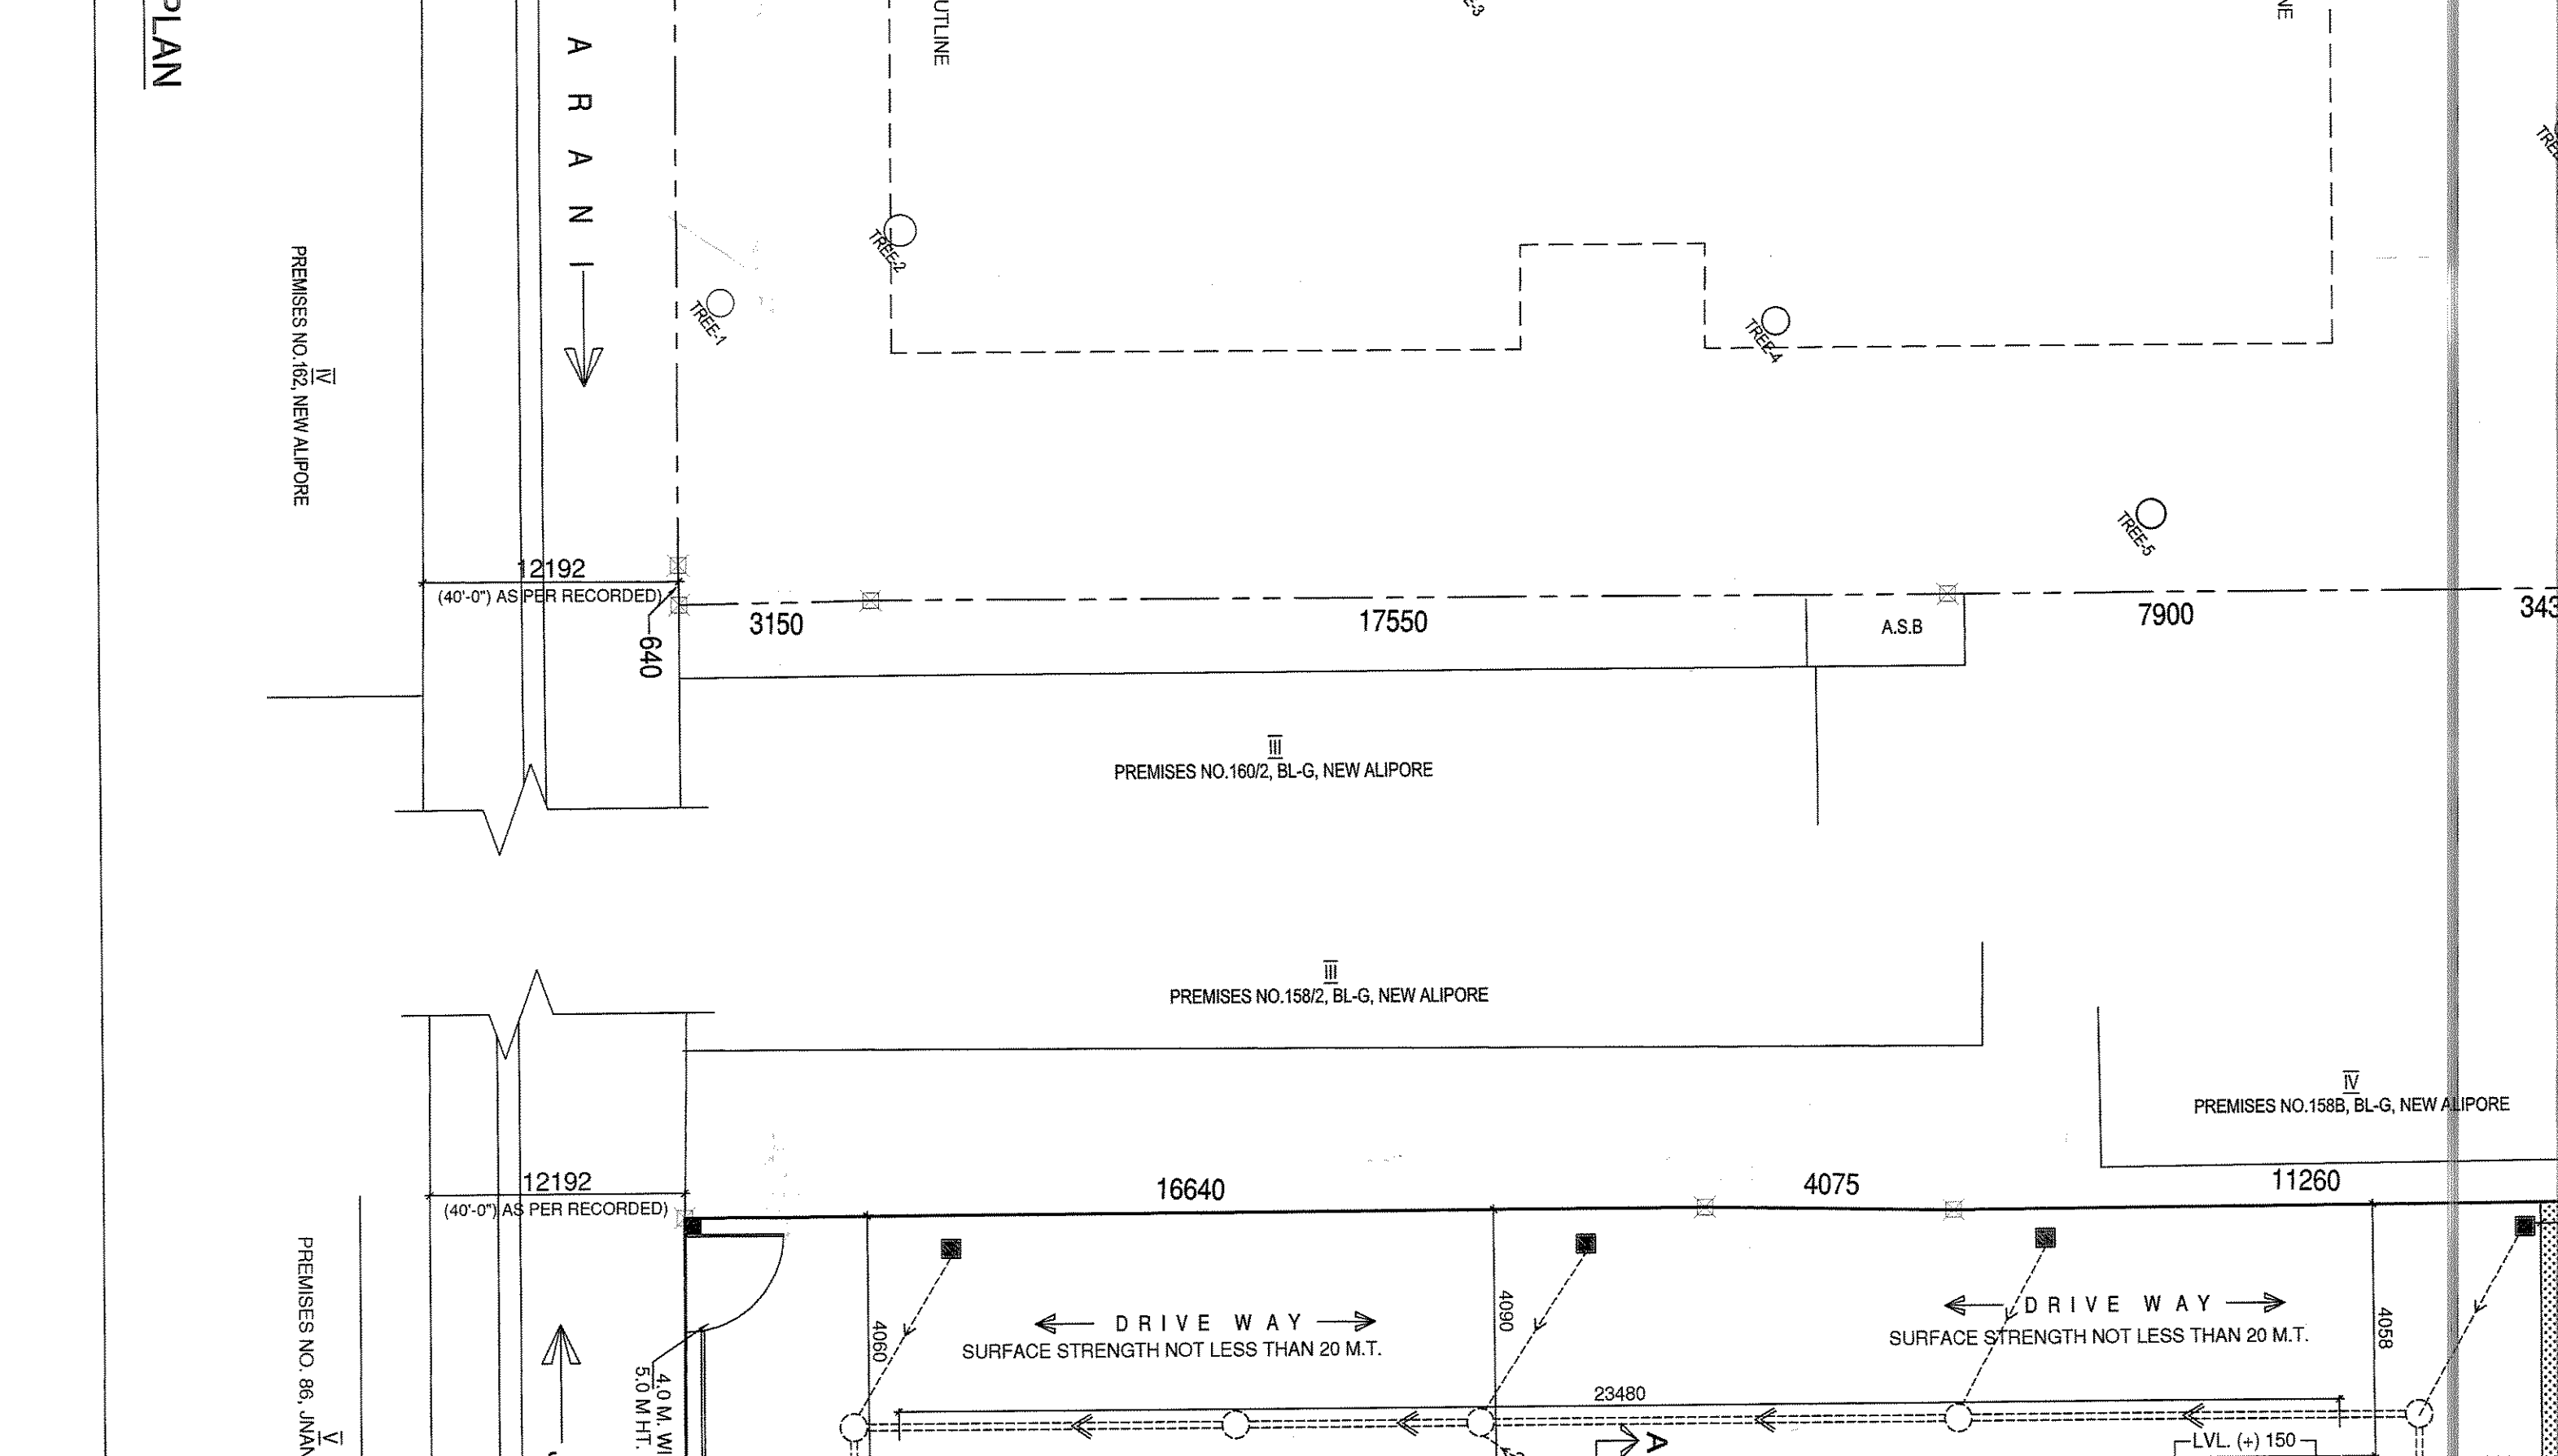 PLAN
A R A N I
UTLINE
TREE-2
TREE-1
TREE-4
TREE-5
IV
PREMISES NO.162, NEW ALIPORE
12192
(40'-0") AS PER RECORDED)
640
3150
17550
A.S.B
7900
III
PREMISES NO.160/2, BL-G, NEW ALIPORE
III
PREMISES NO.158/2, BL-G, NEW ALIPORE
IV
PREMISES NO.158B, BL-G, NEW ALIPORE
12192
(40'-0") AS PER RECORDED)
16640
4075
11260
V
PREMISES NO. 86, JNAN
4060
4090
4058
DRIVE WAY
SURFACE STRENGTH NOT LESS THAN 20 M.T.
DRIVE WAY
SURFACE STRENGTH NOT LESS THAN 20 M.T.
4.0 M. WI
5.0 M HT.
23480
A
LVL. (+) 150